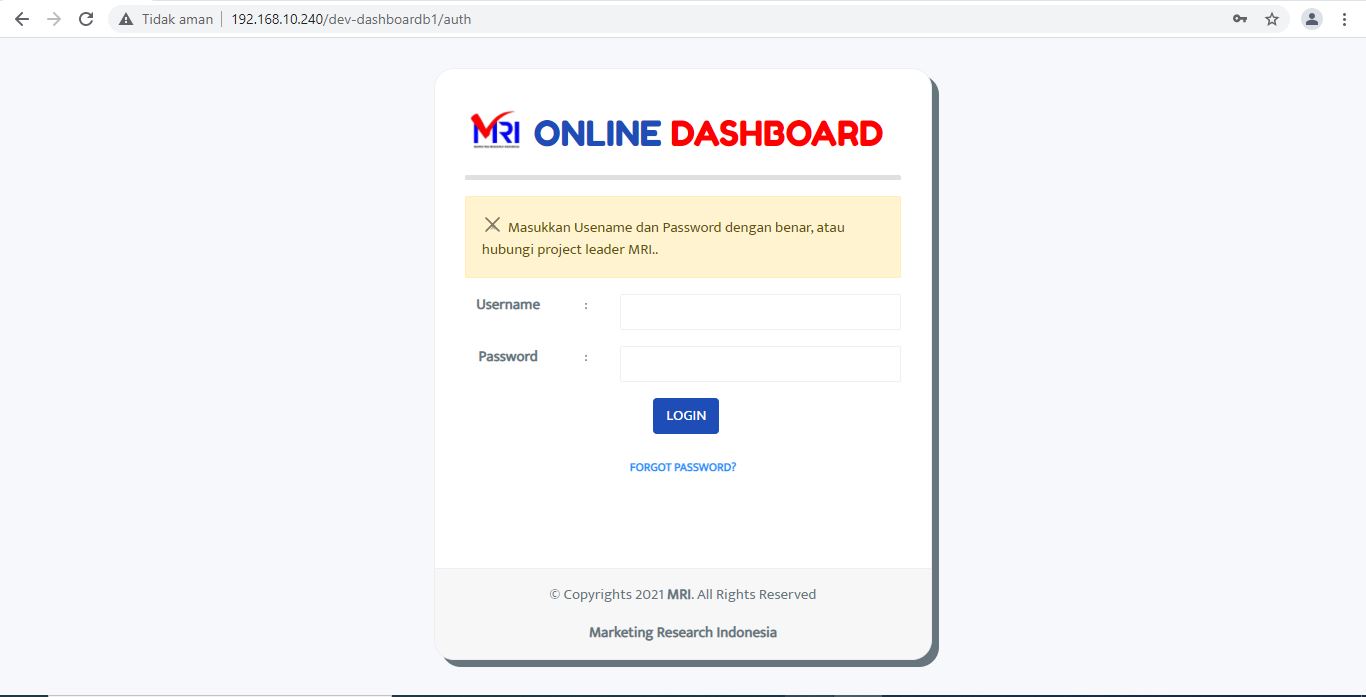 Tidak aman | 192.168.10.240/dev-dashboardb1/auth
MRI ONLINE DASHBOARD
Masukkan Usename dan Password dengan benar, atau
hubungi project leader MRI..
Username :
Password :
LOGIN
FORGOT PASSWORD?
© Copyrights 2021 MRI. All Rights Reserved
Marketing Research Indonesia